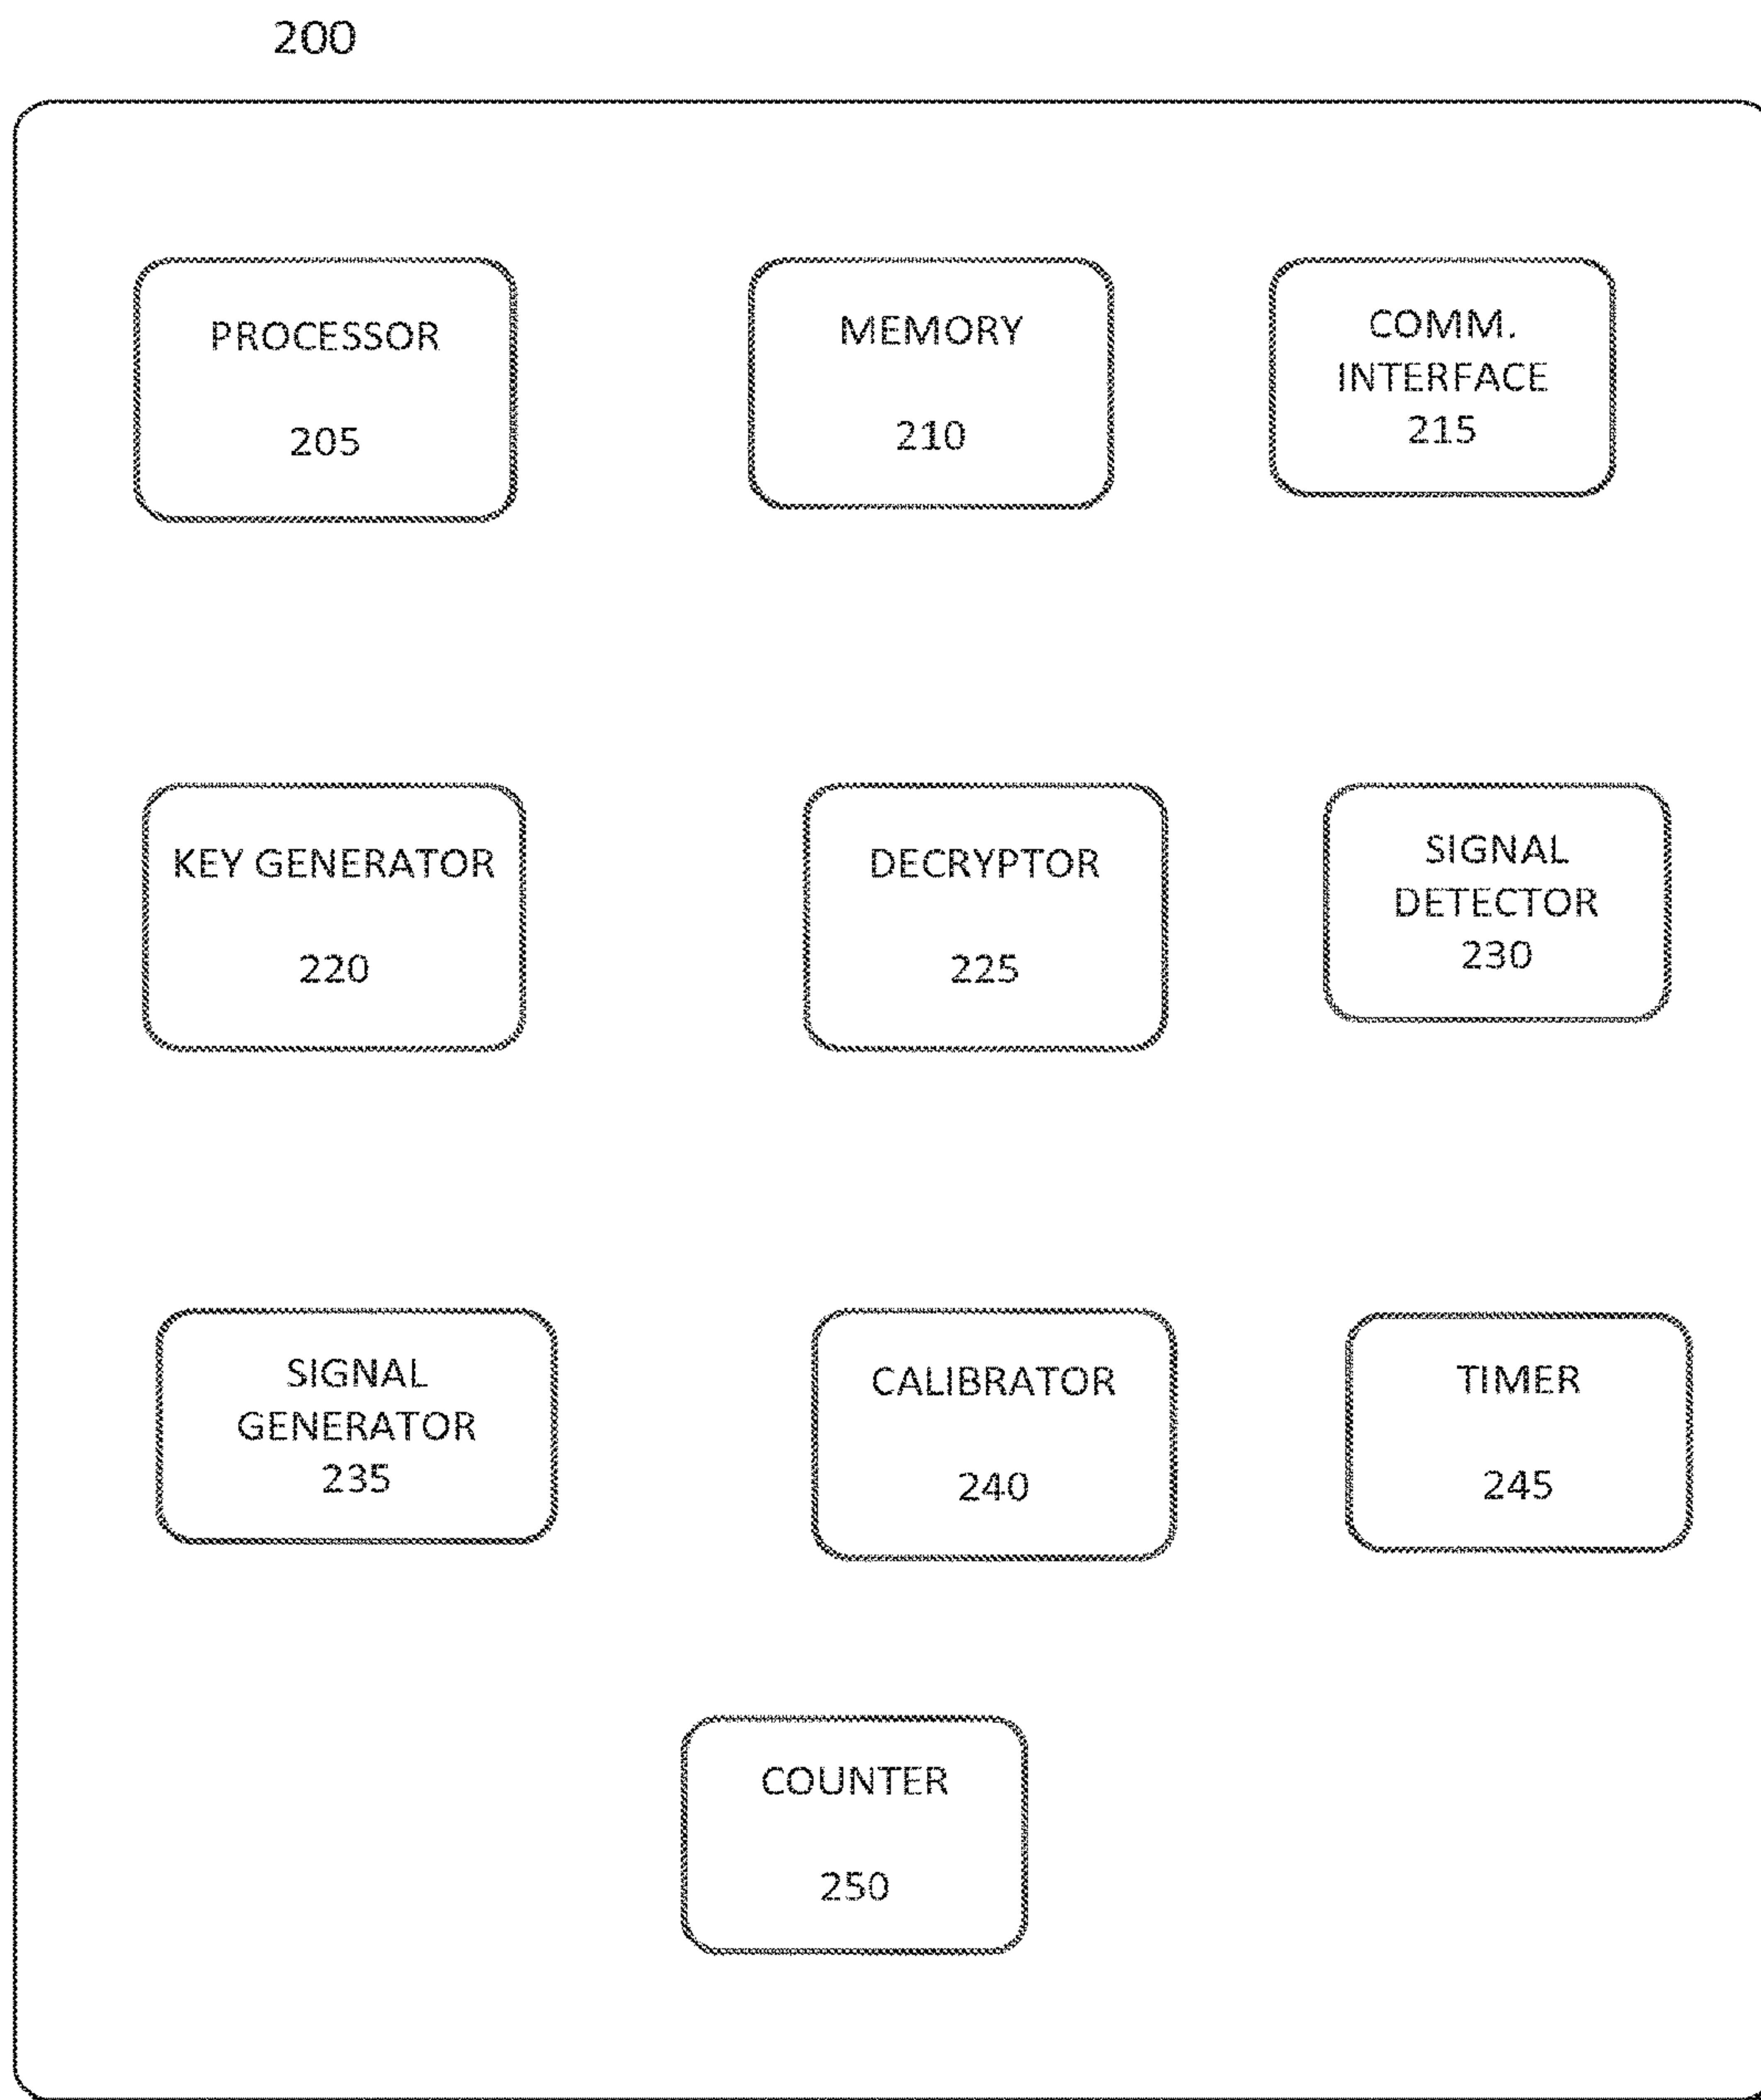 200
PROCESSOR
205
MEMORY
210
COMM.
INTERFACE
215
KEY GENERATOR
220
DECRYPTOR
225
SIGNAL
DETECTOR
230
SIGNAL
GENERATOR
235
CALIBRATOR
240
TIMER
245
COUNTER
250